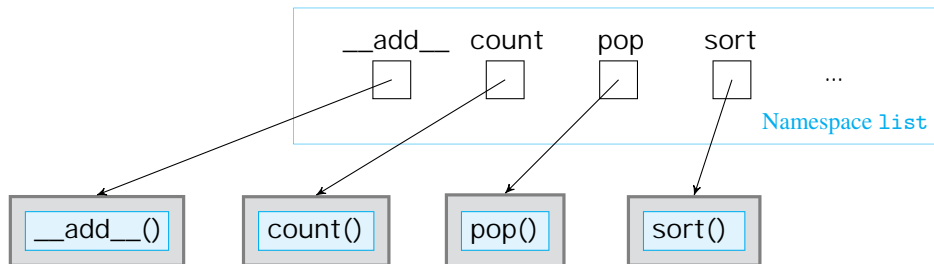 __add__ count pop sort
...
Namespace list
__add__() count() pop() sort()